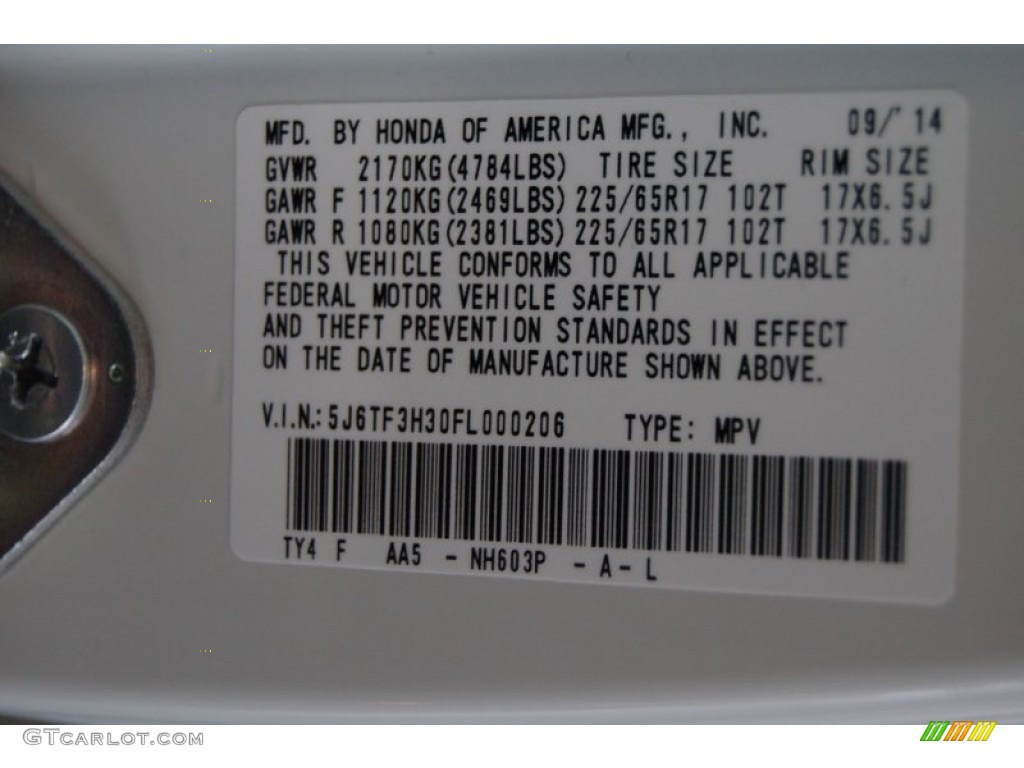 MFD. BY HONDA OF AMERICA MFG., INC. 09/'14
GVWR 2170KG(4784LBS) TIRE SIZE RIM SIZE
GAWR F 1120KG(2469LBS) 225/65R17 102T 17X6.5J
GAWR R 1080KG(2381LBS) 225/65R17 102T 17X6.5J
THIS VEHICLE CONFORMS TO ALL APPLICABLE
FEDERAL MOTOR VEHICLE SAFETY
AND THEFT PREVENTION STANDARDS IN EFFECT
ON THE DATE OF MANUFACTURE SHOWN ABOVE.
V.I.N.: 5J6TF3H30FL000206 TYPE: MPV
TY4 F AA5 - NH603P - A - L
GTCARLOT.COM